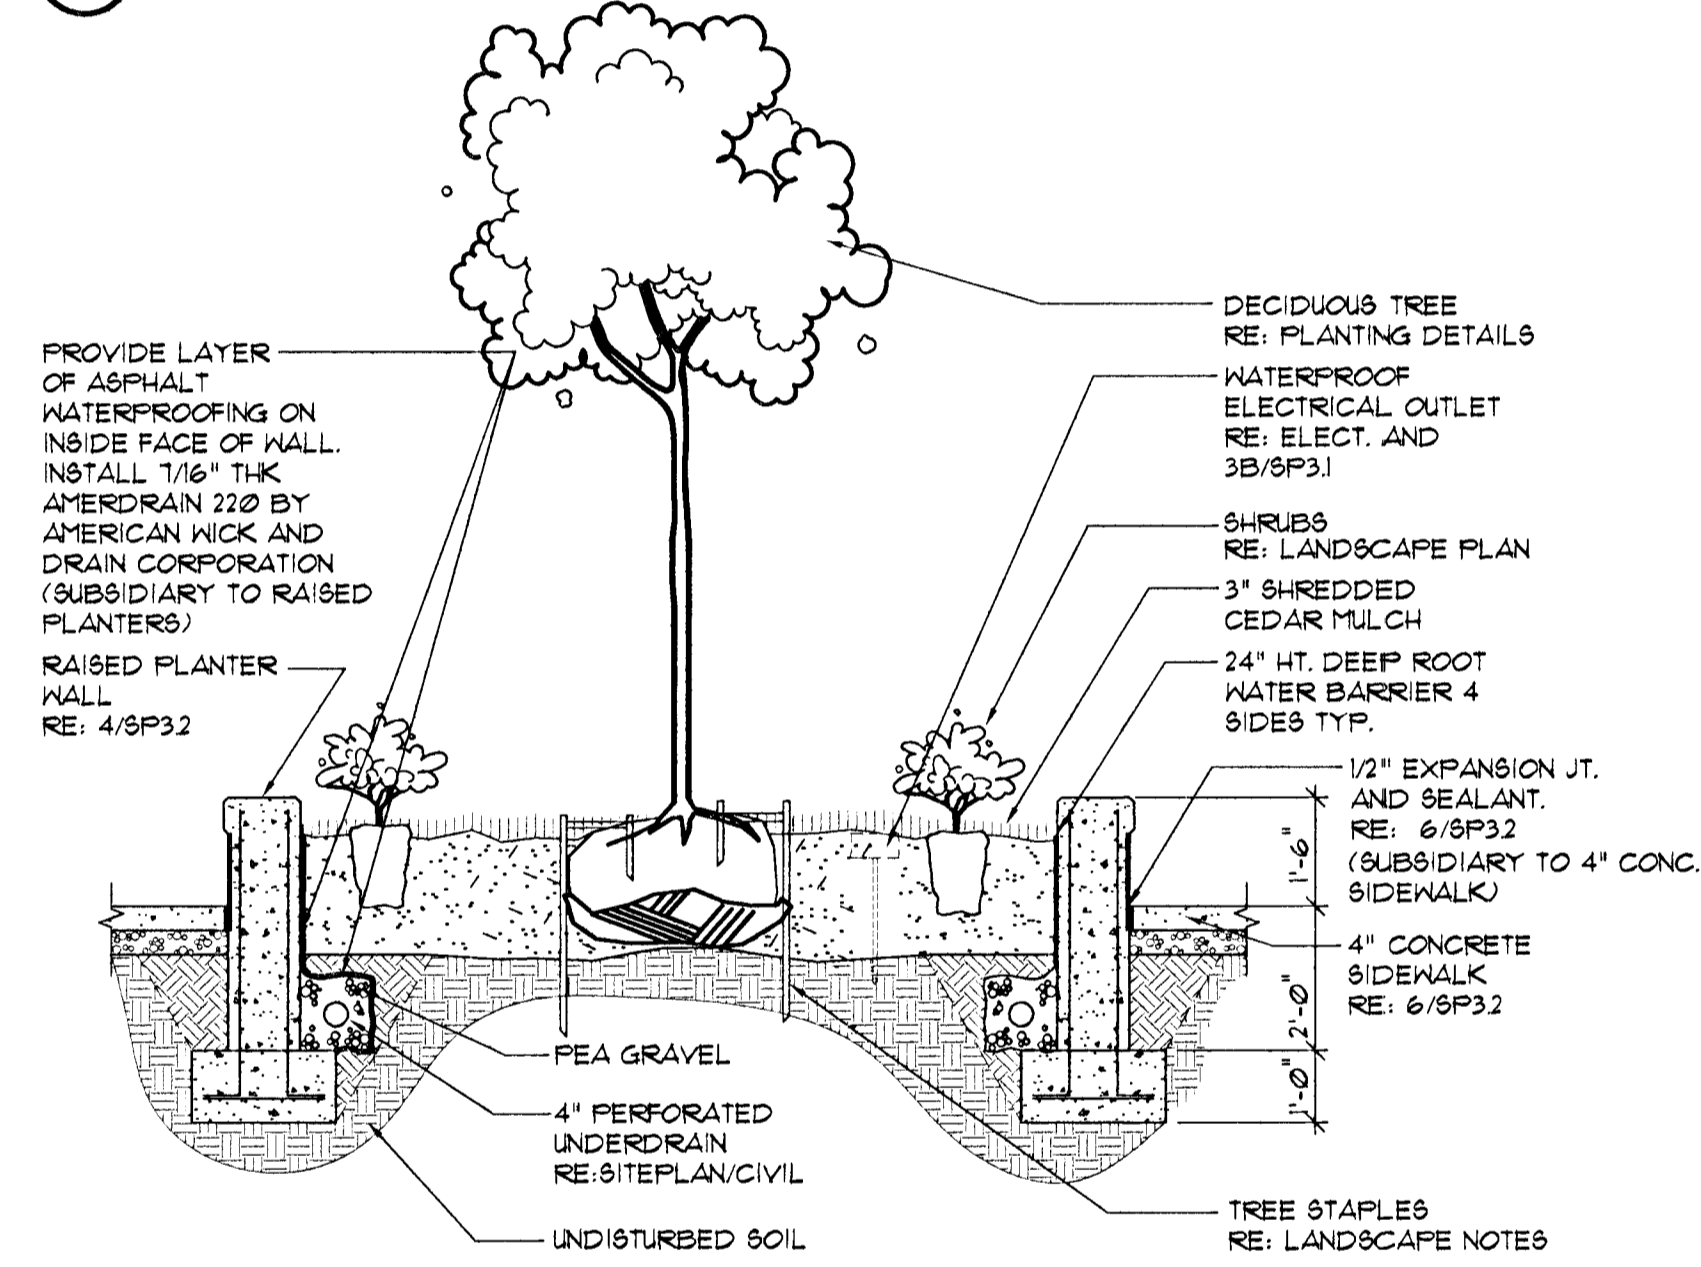 PROVIDE LAYER
OF ASPHALT
WATERPROOFING ON
INSIDE FACE OF WALL.
INSTALL 7/16" THK
AMERDRAIN 220 BY
AMERICAN WICK AND
DRAIN CORPORATION
(SUBSIDIARY TO RAISED
PLANTERS)
RAISED PLANTER
WALL
RE: 4/SP3.2
DECIDUOUS TREE
RE: PLANTING DETAILS
WATERPROOF
ELECTRICAL OUTLET
RE: ELECT. AND
3B/SP3.1
SHRUBS
RE: LANDSCAPE PLAN
3" SHREDDED
CEDAR MULCH
24" HT. DEEP ROOT
WATER BARRIER 4
SIDES TYP.
1/2" EXPANSION JT.
AND SEALANT.
RE: 6/SP3.2
(SUBSIDIARY TO 4" CONC.
SIDEWALK)
1'-6"
4" CONCRETE
SIDEWALK
RE: 6/SP3.2
2'-0"
1'-0"
PEA GRAVEL
4" PERFORATED
UNDERDRAIN
RE:SITEPLAN/CIVIL
UNDISTURBED SOIL
TREE STAPLES
RE: LANDSCAPE NOTES